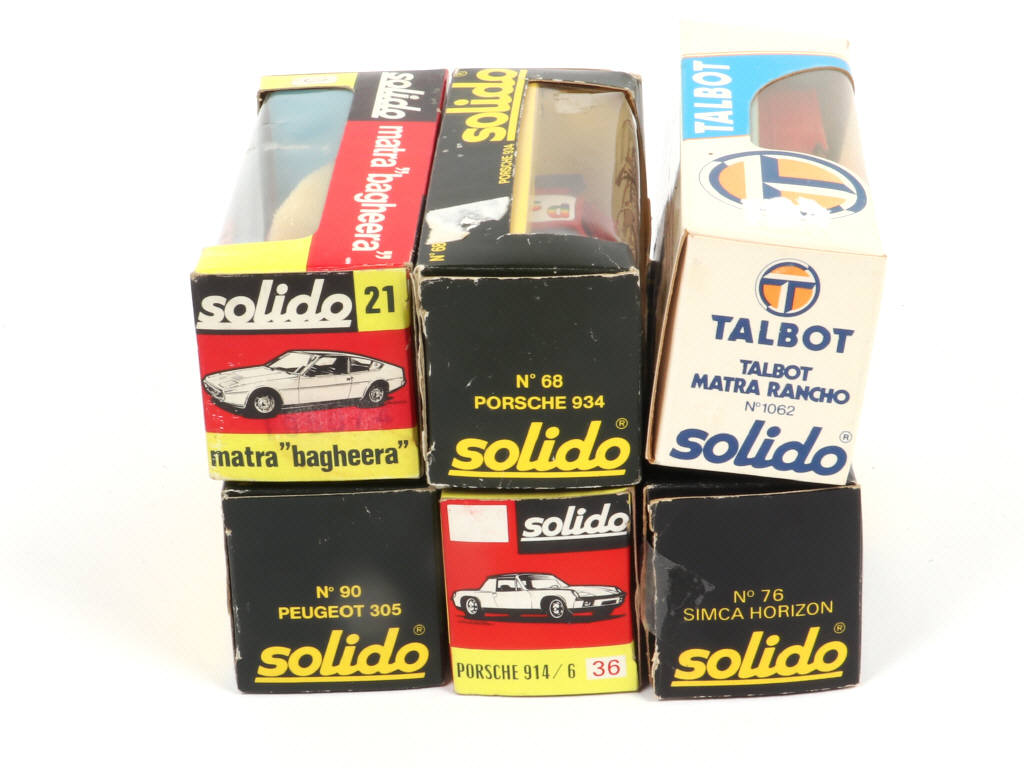 solido matra "bagheera"
solido
21
matra"bagheera"
solido®
PORSCHE 934
N° 68
N° 68
PORSCHE 934
solido®
TALBOT
T
T
TALBOT
TALBOT
MATRA RANCHO
N° 1062
solido®
N° 90
PEUGEOT 305
solido®
solido
PORSCHE 914/6 36
N° 76
SIMCA HORIZON
solido®